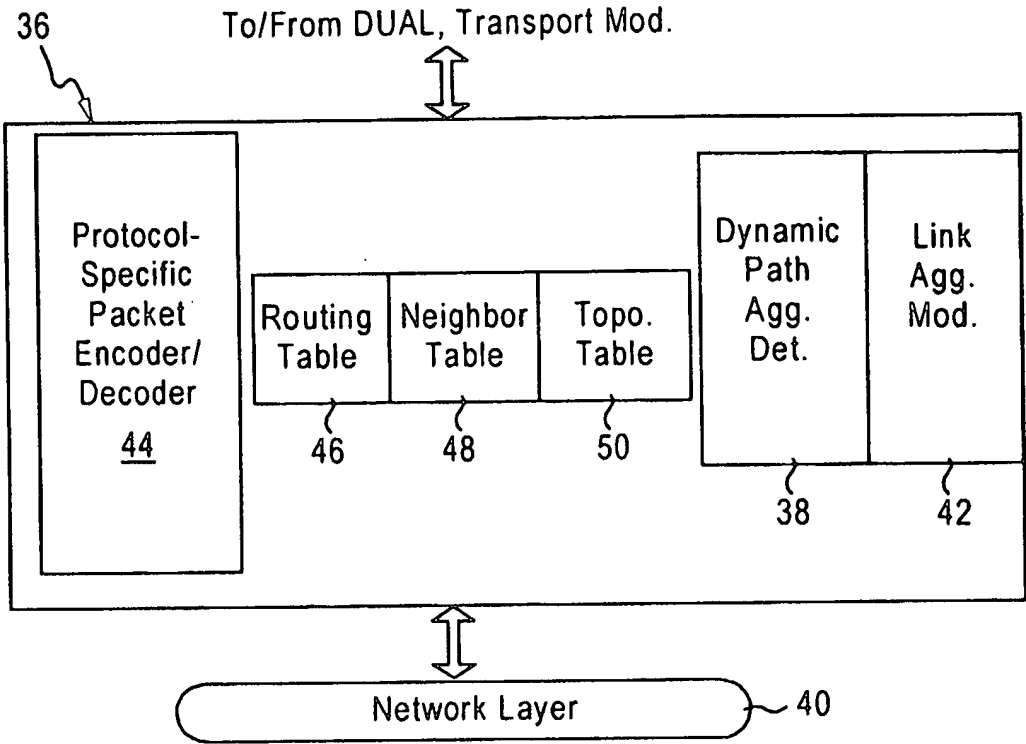 36
To/From DUAL, Transport Mod.
Protocol-
Specific
Packet
Encoder/
Decoder
44
Routing
Table
46
Neighbor
Table
48
Topo.
Table
50
Dynamic
Path
Agg.
Det.
38
Link
Agg.
Mod.
42
Network Layer
40